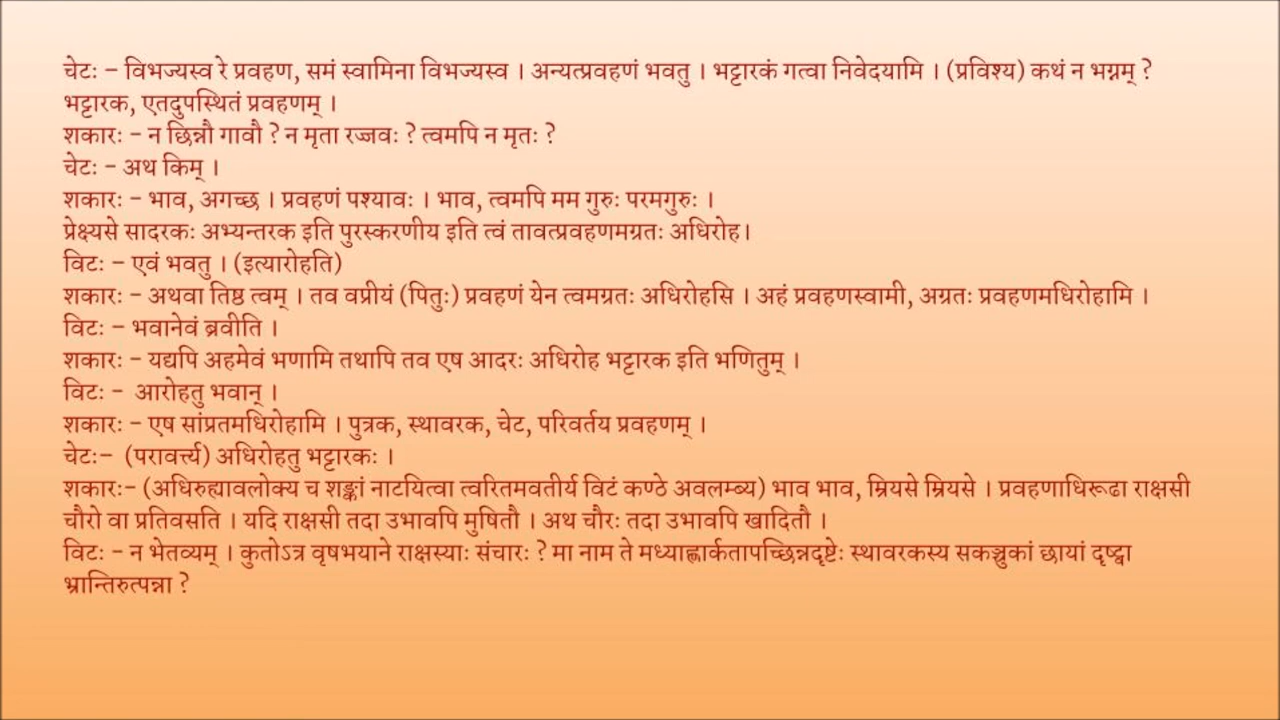 चेटः – विभज्यस्व रे प्रवहण, समं स्वामिना विभज्यस्व । अन्यत्प्रवहणं भवतु । भट्टारकं गत्वा निवेदयामि । (प्रविश्य) कथं न भग्नम् ?
भट्टारक, एतदुपस्थितं प्रवहणम् ।
शकारः – न छिन्नौ गावौ ? न मृता रज्जवः ? त्वमपि न मृतः ?
चेटः – अथ किम् ।
शकारः – भाव, अगच्छ । प्रवहणं पश्यावः । भाव, त्वमपि मम गुरुः परमगुरुः ।
प्रेक्ष्यसे सादरकः अभ्यन्तरक इति पुरस्करणीय इति त्वं तावत्प्रवहणमग्रतः अधिरोह।
विटः – एवं भवतु । (इत्यारोहति)
शकारः – अथवा तिष्ठ त्वम् । तव वप्रीयं (पितुः) प्रवहणं येन त्वमग्रतः अधिरोहसि । अहं प्रवहणस्वामी, अग्रतः प्रवहणमधिरोहामि ।
विटः – भवानेवं ब्रवीति ।
शकारः – यद्यपि अहमेवं भणामि तथापि तव एष आदरः अधिरोह भट्टारक इति भणितुम् ।
विटः – आरोहतु भवान् ।
शकारः – एष सांप्रतमधिरोहामि । पुत्रक, स्थावरक, चेट, परिवर्तय प्रवहणम् ।
चेटः– (परावर्त्त्य) अधिरोहतु भट्टारकः ।
शकारः– (अधिरुह्यावलोक्य च शङ्कां नाटयित्वा त्वरितमवतीर्य विटं कण्ठे अवलम्ब्य) भाव भाव, म्रियसे म्रियसे । प्रवहणाधिरूढा राक्षसी
चौरो वा प्रतिवसति । यदि राक्षसी तदा उभावपि मुषितौ । अथ चौरः तदा उभावपि खादितौ ।
विटः – न भेतव्यम् । कुतोऽत्र वृषभयाने राक्षस्याः संचारः ? मा नाम ते मध्याह्नार्कतापच्छिन्नदृष्टेः स्थावरकस्य सकञ्चुकां छायां दृष्ट्वा
भ्रान्तिरुत्पन्ना ?